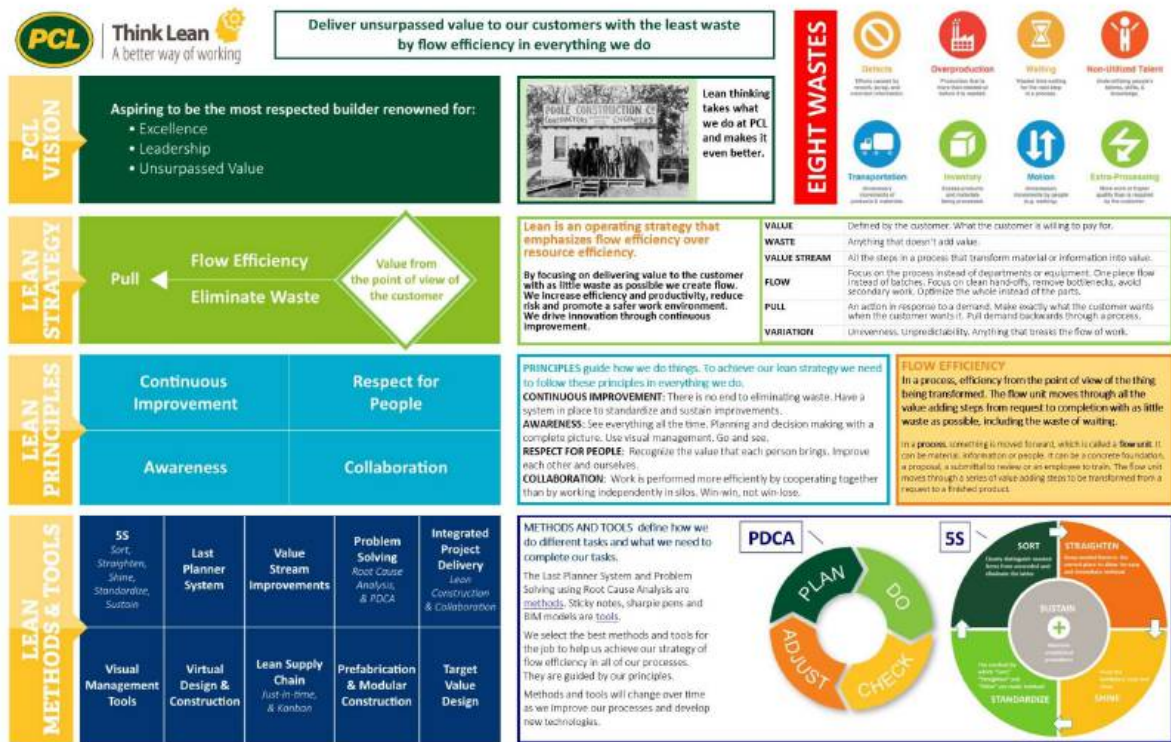 PCL
Think Lean
A better way of working
Deliver unsurpassed value to our customers with the least waste
by flow efficiency in everything we do
PCL
VISION
Aspiring to be the most respected builder renowned for:
• Excellence
• Leadership
• Unsurpassed Value
POOLE CONSTRUCTION CO
CONTRACTORS
ENGINEERS
Lean thinking
takes what
we do at PCL
and makes it
even better.
EIGHT WASTES
Defects
Overproduction
Waiting
Non-Utilized Talent
Transportation
Inventory
Motion
Extra-Processing
LEAN
STRATEGY
Pull
Flow Efficiency
Eliminate Waste
Value from
the point of view of
the customer
Lean is an operating strategy that
emphasizes flow efficiency over
resource efficiency.
By focusing on delivering value to the customer
with as little waste as possible we create flow.
We increase efficiency and productivity, reduce
risk and promote a safer work environment.
We drive innovation through continuous
improvement.
VALUE Defined by the customer. What the customer is willing to pay for.
WASTE Anything that doesn't add value.
VALUE STREAM All the steps in a process that transform material or information into value.
FLOW Focus on the process instead of departments or equipment. One piece flow
instead of batches. Focus on clean hand-offs, remove bottlenecks, avoid
secondary work. Optimize the whole instead of the parts.
PULL An action in response to a demand. Make exactly what the customer wants
when the customer wants it. Pull demand backwards through a process.
VARIATION Unevenness. Unpredictability. Anything that breaks the flow of work.
LEAN
PRINCIPLES
Continuous
Improvement
Respect for
People
Awareness
Collaboration
PRINCIPLES guide how we do things. To achieve our lean strategy we need
to follow these principles in everything we do.
CONTINUOUS IMPROVEMENT: There is no end to eliminating waste. Have a
system in place to standardize and sustain improvements.
AWARENESS: See everything all the time. Planning and decision making with a
complete picture. Use visual management. Go and see.
RESPECT FOR PEOPLE: Recognize the value that each person brings. Improve
each other and ourselves.
COLLABORATION: Work is performed more efficiently by cooperating together
than by working independently in silos. Win-win, not win-lose.
FLOW EFFICIENCY
In a process, efficiency from the point of view of the thing
being transformed. The flow unit moves through all the
value adding steps from request to completion with as little
waste as possible, including the waste of waiting.
In a process, something is moved forward, which is called a flow unit. It
can be material, information or people. It can be a concrete foundation,
a proposal, a submittal to review or an employee to train. The flow unit
moves through a series of value adding steps to be transformed from a
request to a finished product.
LEAN
METHODS & TOOLS
5S
Sort,
Straighten,
Shine,
Standardize,
Sustain
Last
Planner
System
Value
Stream
Improvements
Problem
Solving
Root Cause
Analysis,
& PDCA
Integrated
Project
Delivery
Lean
Construction
& Collaboration
Visual
Management
Tools
Virtual
Design &
Construction
Lean Supply
Chain
Just-in-time,
& Kanban
Prefabrication
& Modular
Construction
Target
Value
Design
METHODS AND TOOLS define how we
do different tasks and what we need to
complete our tasks.
The Last Planner System and Problem
Solving using Root Cause Analysis are
methods. Sticky notes, sharpie pens and
BIM models are tools.
We select the best methods and tools for
the job to help us achieve our strategy of
flow efficiency in all of our processes.
They are guided by our principles.
Methods and tools will change over time
as we improve our processes and develop
new technologies.
PDCA
PLAN
DO
CHECK
ADJUST
5S
SORT
STRAIGHTEN
SUSTAIN
STANDARDIZE
SHINE